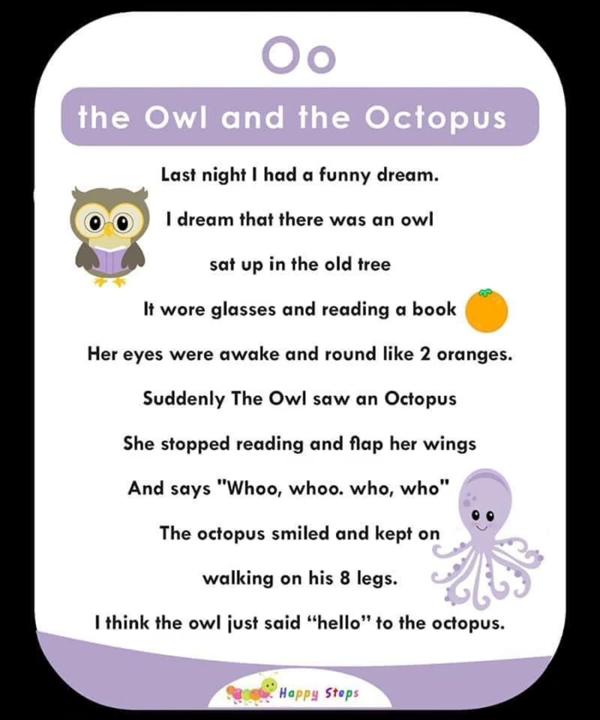 Oo
the Owl and the Octopus
Last night I had a funny dream.
I dream that there was an owl
sat up in the old tree
It wore glasses and reading a book
Her eyes were awake and round like 2 oranges.
Suddenly The Owl saw an Octopus
She stopped reading and flap her wings
And says "Whoo, whoo. who, who"
The octopus smiled and kept on
walking on his 8 legs.
I think the owl just said “hello” to the octopus.
Happy Steps